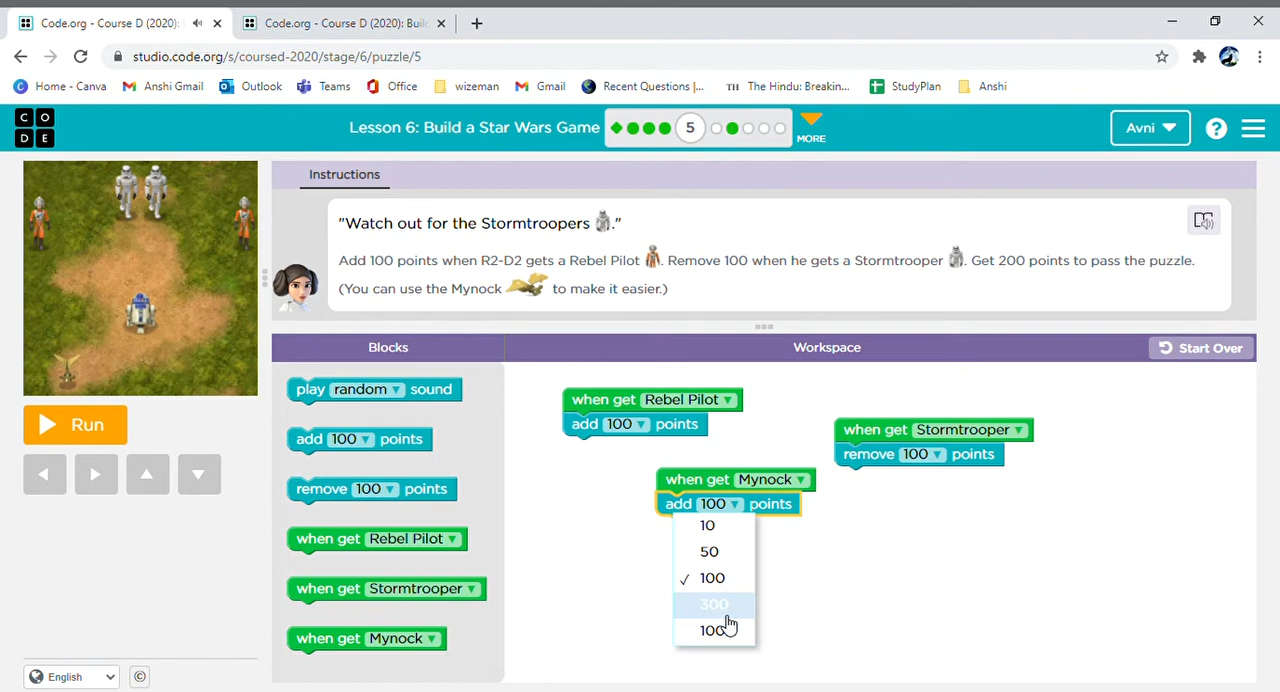 Code.org - Course D (2020):
Code.org - Course D (2020): Buil
studio.code.org/s/coursed-2020/stage/6/puzzle/5
Home - Canva
Anshi Gmail
Outlook
Teams
Office
wizeman
Gmail
Recent Questions |...
TH
The Hindu: Breakin...
StudyPlan
Anshi
C O
D E
Lesson 6: Build a Star Wars Game
5
MORE
Avni
?
Instructions
"Watch out for the Stormtroopers ."
Add 100 points when R2-D2 gets a Rebel Pilot . Remove 100 when he gets a Stormtrooper . Get 200 points to pass the puzzle.
(You can use the Mynock to make it easier.)
Blocks
Workspace
Start Over
Run
play random sound
add 100 points
remove 100 points
when get Rebel Pilot
when get Stormtrooper
when get Mynock
when get Rebel Pilot
add 100 points
when get Stormtrooper
remove 100 points
when get Mynock
add 100 points
10
50
✓ 100
300
English
©